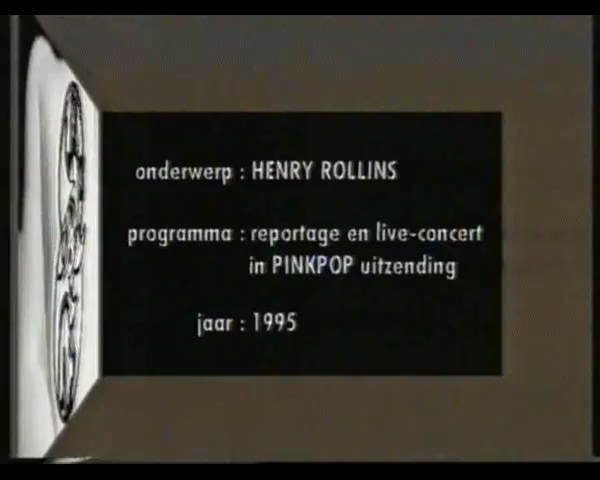 onderwerp : HENRY ROLLINS
programma : reportage en live-concert
in PINKPOP uitzending
jaar : 1995